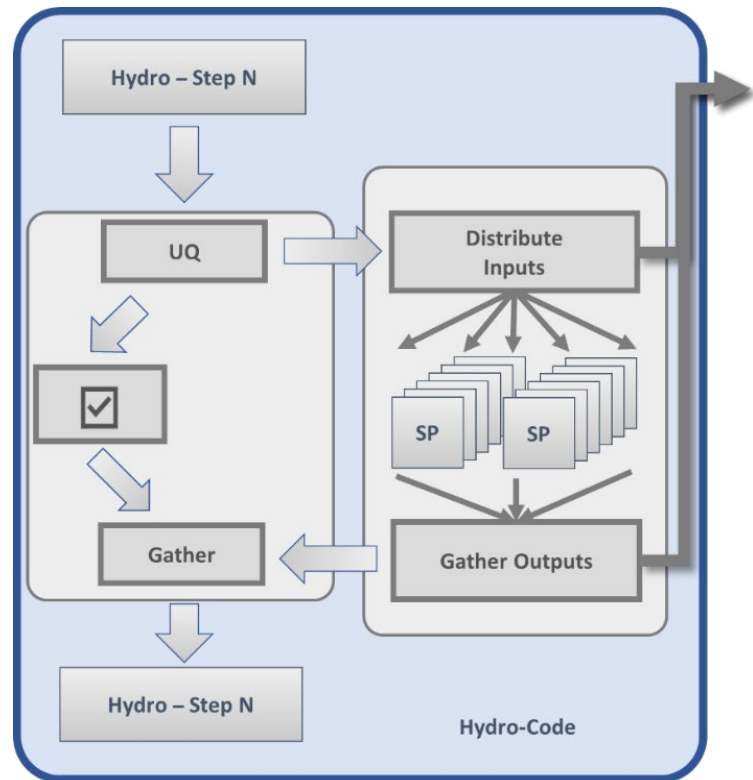 Hydro – Step N
UQ
Distribute
Inputs
SP
SP
Gather
Gather Outputs
Hydro – Step N
Hydro-Code